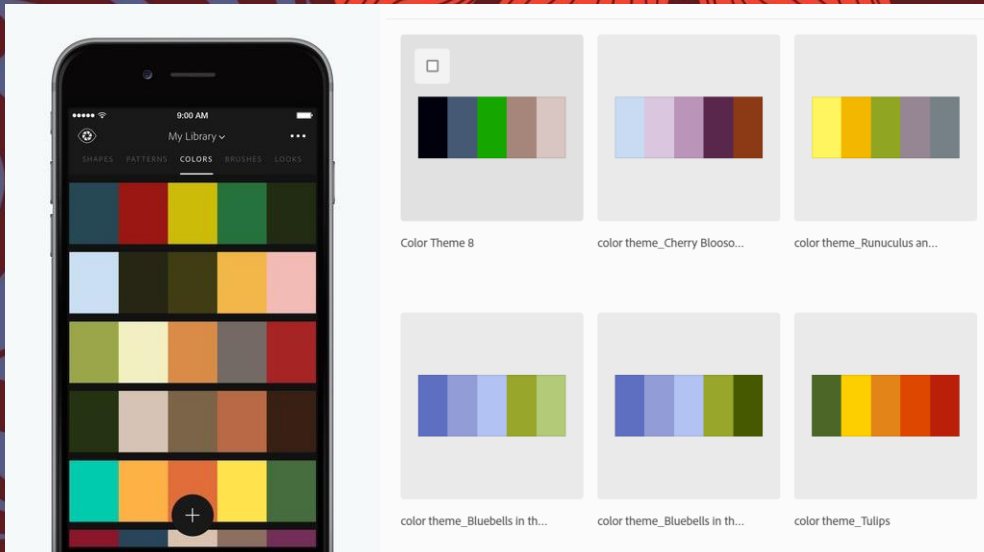 9:00 AM
My Library
SHAPES PATTERNS COLORS BRUSHES LOOKS
Color Theme 8
color theme_Cherry Blooso...
color theme_Runuculus an...
color theme_Bluebells in th...
color theme_Bluebells in th...
color theme_Tulips